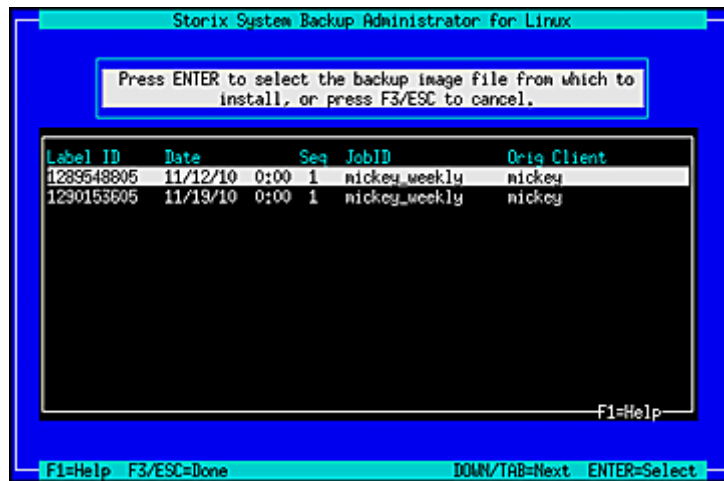 Storix System Backup Administrator for Linux
Press ENTER to select the backup image file from which to
install, or press F3/ESC to cancel.
Label ID Date Seq JobID Orig Client
1289548805 11/12/10 0:00 1 mickey_weekly mickey
1290153605 11/19/10 0:00 1 mickey_weekly mickey
F1=Help
F1=Help F3/ESC=Done DOWN/TAB=Next ENTER=Select